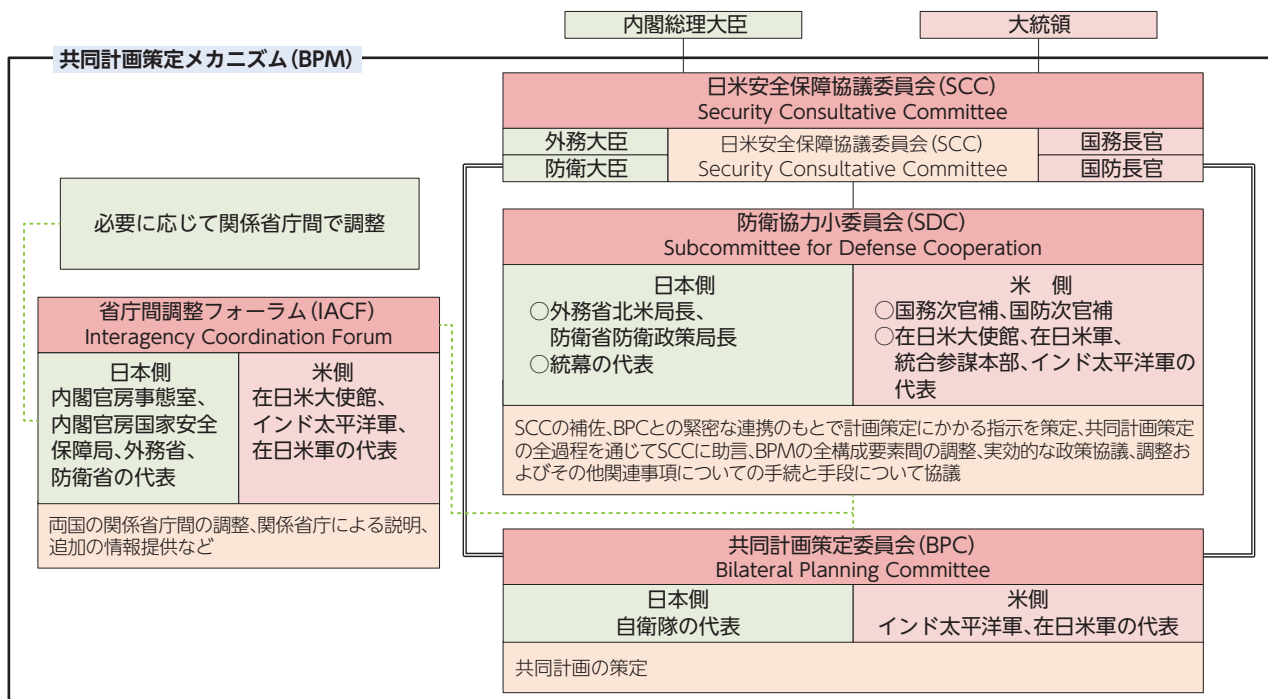 内閣総理大臣
大統領
共同計画策定メカニズム(BPM)
日米安全保障協議委員会(SCC)
Security Consultative Committee
外務大臣
防衛大臣
日米安全保障協議委員会(SCC)
Security Consultative Committee
国務長官
国防長官
必要に応じて関係省庁間で調整
防衛協力小委員会(SDC)
Subcommittee for Defense Cooperation
日本側
○外務省北米局長、
防衛省防衛政策局長
○統幕の代表
米 側
○国務次官補、国防次官補
○在日米大使館、在日米軍、
統合参謀本部、インド太平洋軍の
代表
SCCの補佐、BPCとの緊密な連携のもとで計画策定にかかる指示を策定、共同計画策定
の全過程を通じてSCCに助言、BPMの全構成要素間の調整、実効的な政策協議、調整お
よびその他関連事項についての手続と手段について協議
省庁間調整フォーラム(IACF)
Interagency Coordination Forum
日本側
内閣官房事態室、
内閣官房国家安全
保障局、外務省、
防衛省の代表
米側
在日米大使館、
インド太平洋軍、
在日米軍の代表
両国の関係省庁間の調整、関係省庁による説明、
追加の情報提供など
共同計画策定委員会(BPC)
Bilateral Planning Committee
日本側
自衛隊の代表
米側
インド太平洋軍、在日米軍の代表
共同計画の策定